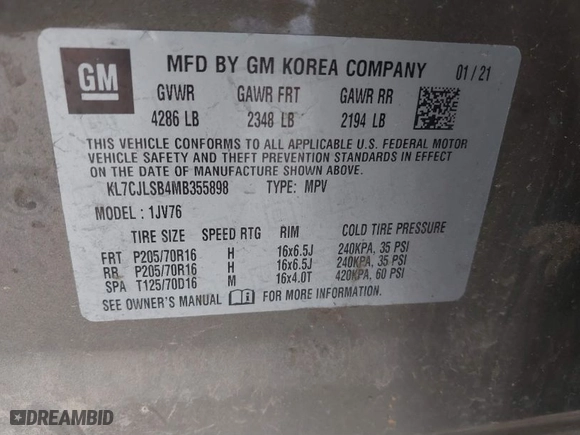 GM
MFD BY GM KOREA COMPANY 01/21
GVWR GAWR FRT GAWR RR
4286 LB 2348 LB 2194 LB
THIS VEHICLE CONFORMS TO ALL APPLICABLE U.S. FEDERAL MOTOR
VEHICLE SAFETY AND THEFT PREVENTION STANDARDS IN EFFECT ON
THE DATE OF MANUFACTURE SHOWN ABOVE.
KL7CJLSB4MB355898 TYPE: MPV
MODEL: 1JV76
TIRE SIZE SPEED RTG RIM COLD TIRE PRESSURE
FRT P205/70R16 H 16x6.5J 240KPA, 35 PSI
RR P205/70R16 H 16x6.5J 240KPA, 35 PSI
SPA T125/70D16 M 16x4.0T 420KPA, 60 PSI
SEE OWNER'S MANUAL FOR MORE INFORMATION.
DREAMBID